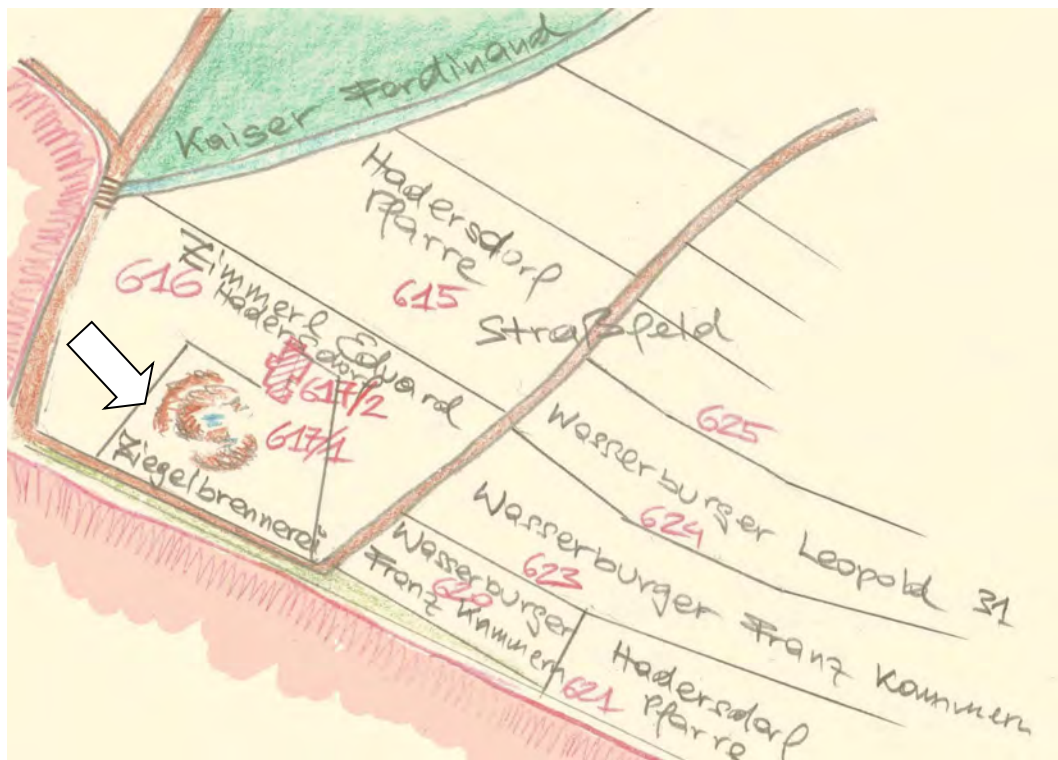 Kaiser Ferdinand
Hadersdorf
Pfarre
615
Zimmerl Eduard
Hadersdorf
616
Straßfeld
617/2
617/1
Ziegelbrennerei
625
Wasserburger Leopold 31
624
Wasserburger Franz Kammern
623
Wasserburger
Franz Kammern
620
Hadersdorf
Pfarre
621